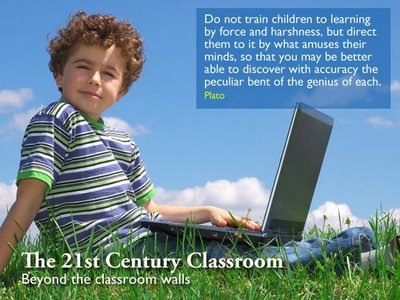 Do not train children to learning
by force and harshness, but direct
them to it by what amuses their
minds, so that you may be better
able to discover with accuracy the
peculiar bent of the genius of each.
Plato
The 21st Century Classroom
Beyond the classroom walls